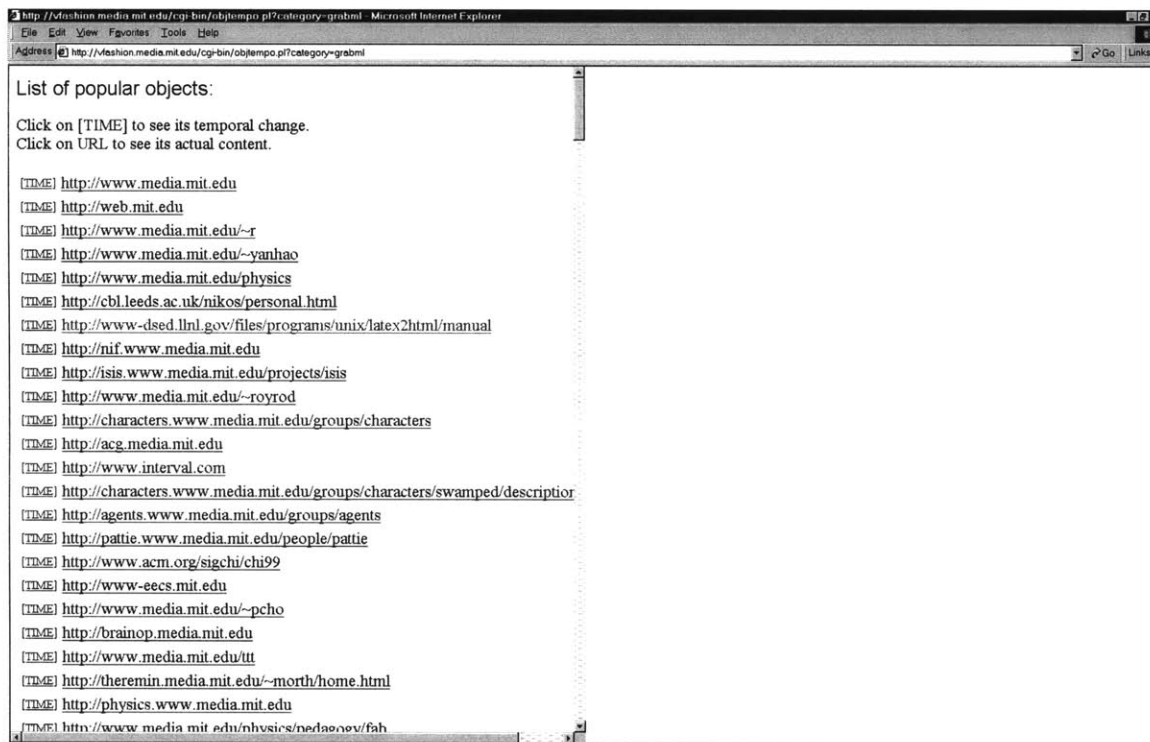 http://vfashion.media.mit.edu/cgi-bin/objtempo.pl?category=grabml - Microsoft Internet Explorer
File Edit View Favorites Tools Help
Address http://vfashion.media.mit.edu/cgi-bin/objtempo.pl?category=grabml Go Links
List of popular objects:
Click on [TIME] to see its temporal change.
Click on URL to see its actual content.
[TIME] http://www.media.mit.edu
[TIME] http://web.mit.edu
[TIME] http://www.media.mit.edu/~r
[TIME] http://www.media.mit.edu/~yanhao
[TIME] http://www.media.mit.edu/physics
[TIME] http://cbl.leeds.ac.uk/nikos/personal.html
[TIME] http://www-dsed.llnl.gov/files/programs/unix/latex2html/manual
[TIME] http://nif.www.media.mit.edu
[TIME] http://isis.www.media.mit.edu/projects/isis
[TIME] http://www.media.mit.edu/~royrod
[TIME] http://characters.www.media.mit.edu/groups/characters
[TIME] http://acg.media.mit.edu
[TIME] http://www.interval.com
[TIME] http://characters.www.media.mit.edu/groups/characters/swamped/description
[TIME] http://agents.www.media.mit.edu/groups/agents
[TIME] http://pattie.www.media.mit.edu/people/pattie
[TIME] http://www.acm.org/sigchi/chi99
[TIME] http://www-eecs.mit.edu
[TIME] http://www.media.mit.edu/~pcho
[TIME] http://brainop.media.mit.edu
[TIME] http://www.media.mit.edu/ttt
[TIME] http://theremin.media.mit.edu/~morth/home.html
[TIME] http://physics.www.media.mit.edu
[TIME] http://www.media.mit.edu/physics/pedagogy/fab